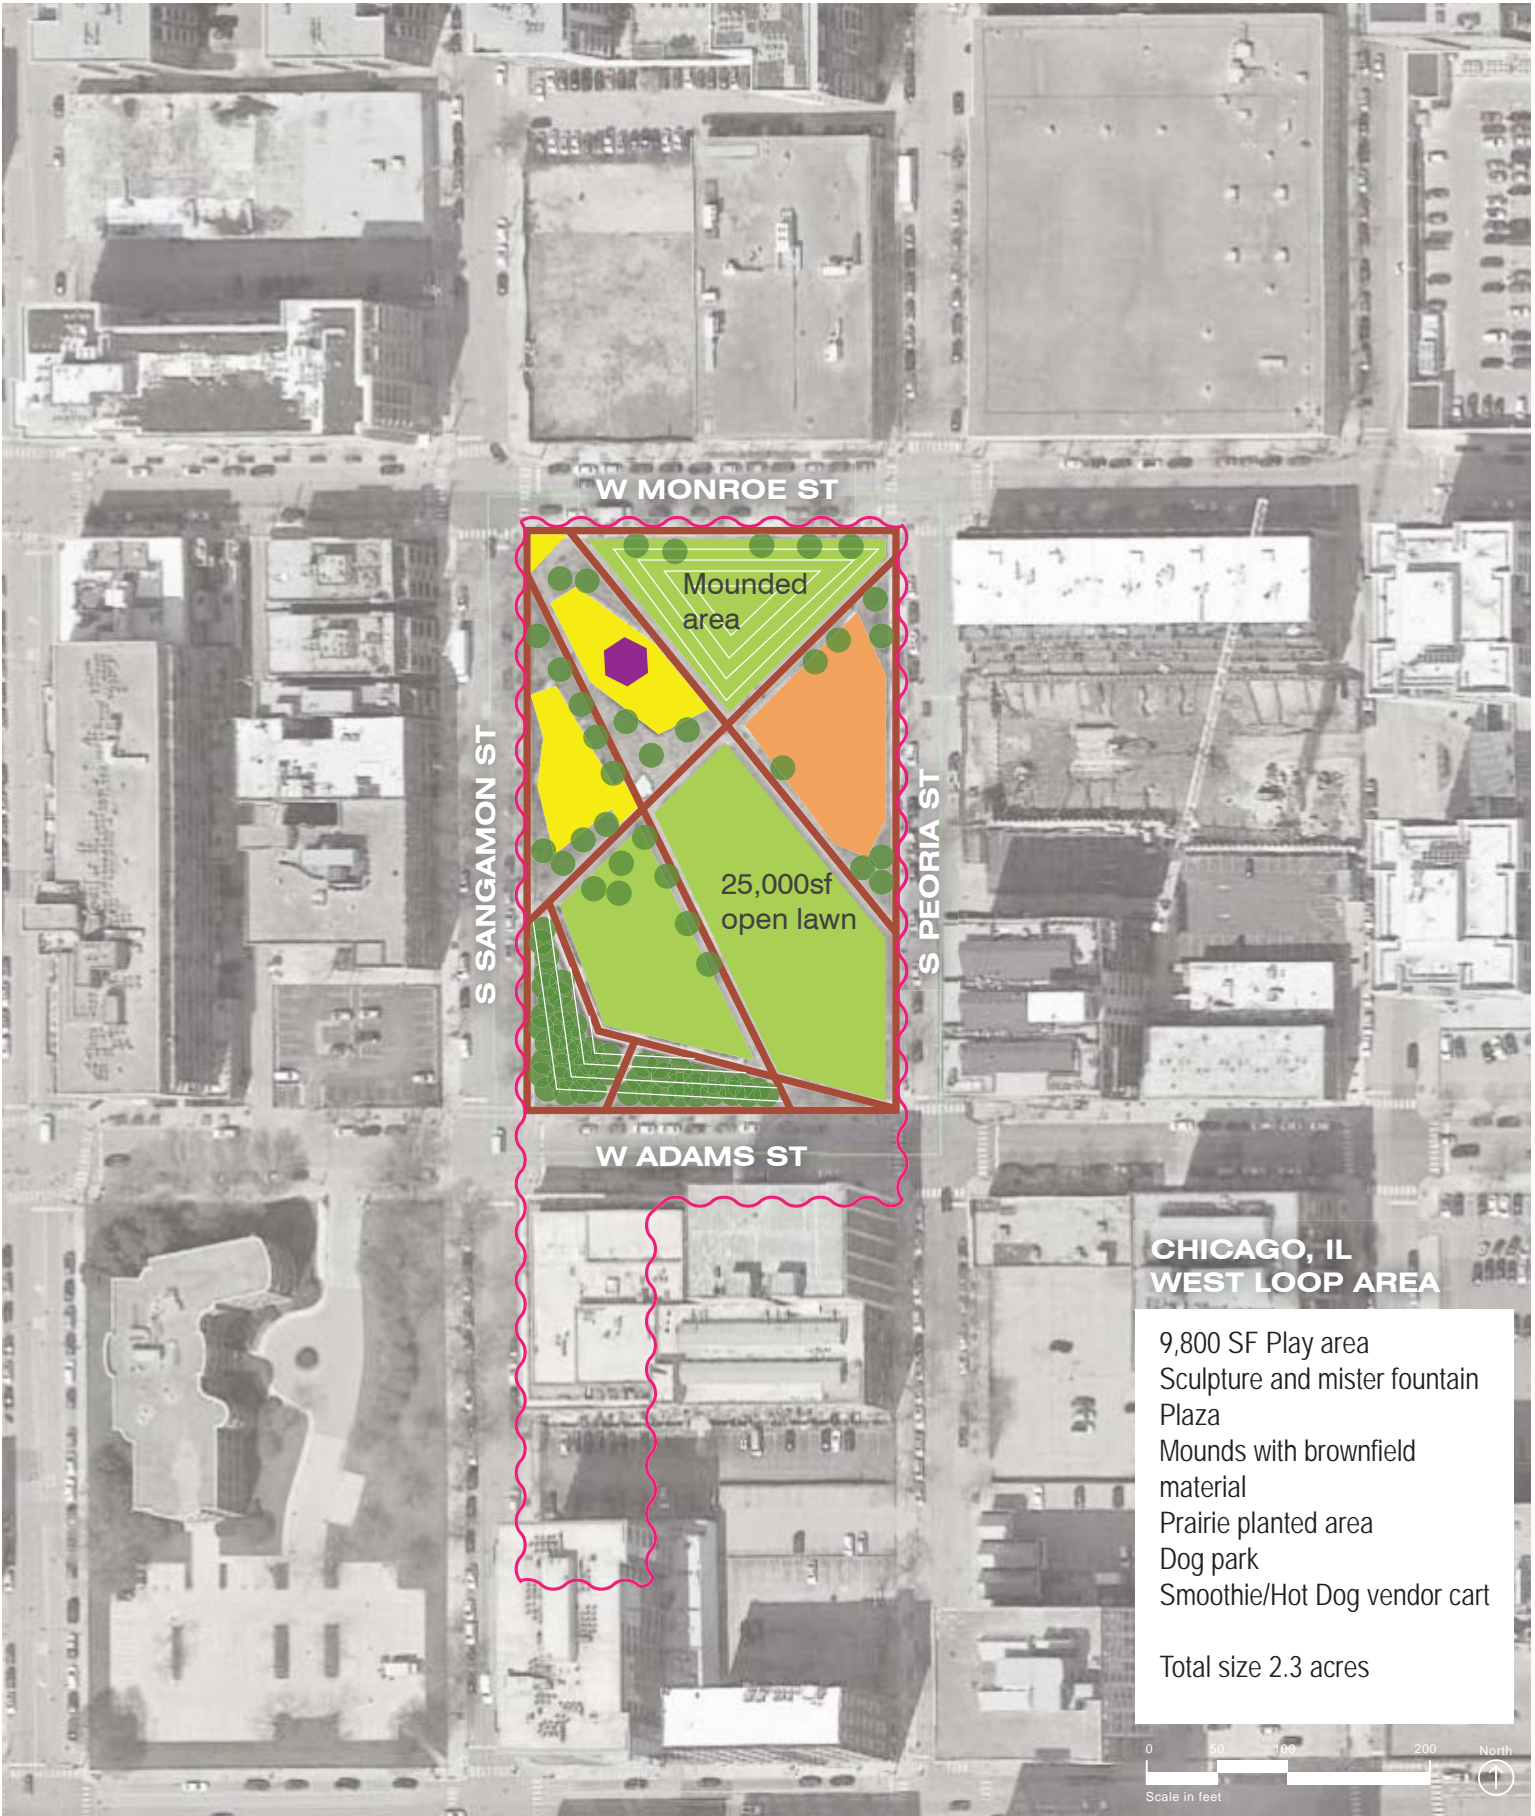 W MONROE ST
Mounded
area
S SANGAMON ST
S PEORIA ST
25,000sf
open lawn
W ADAMS ST
CHICAGO, IL
WEST LOOP AREA
9,800 SF Play area
Sculpture and mister fountain
Plaza
Mounds with brownfield
material
Prairie planted area
Dog park
Smoothie/Hot Dog vendor cart
Total size 2.3 acres
0 50 100 200 North
Scale in feet